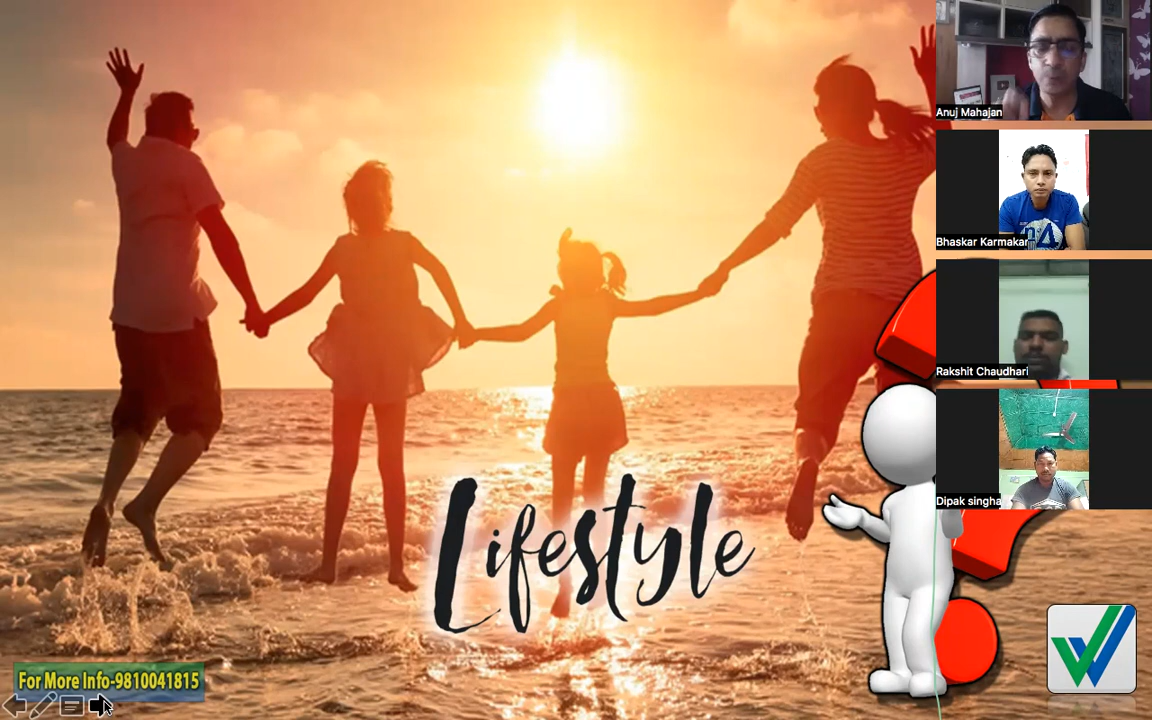 Anuj Mahajan
Bhaskar Karmakar
Rakshit Chaudhari
Dipak singha
Lifestyle
For More Info-9810041815